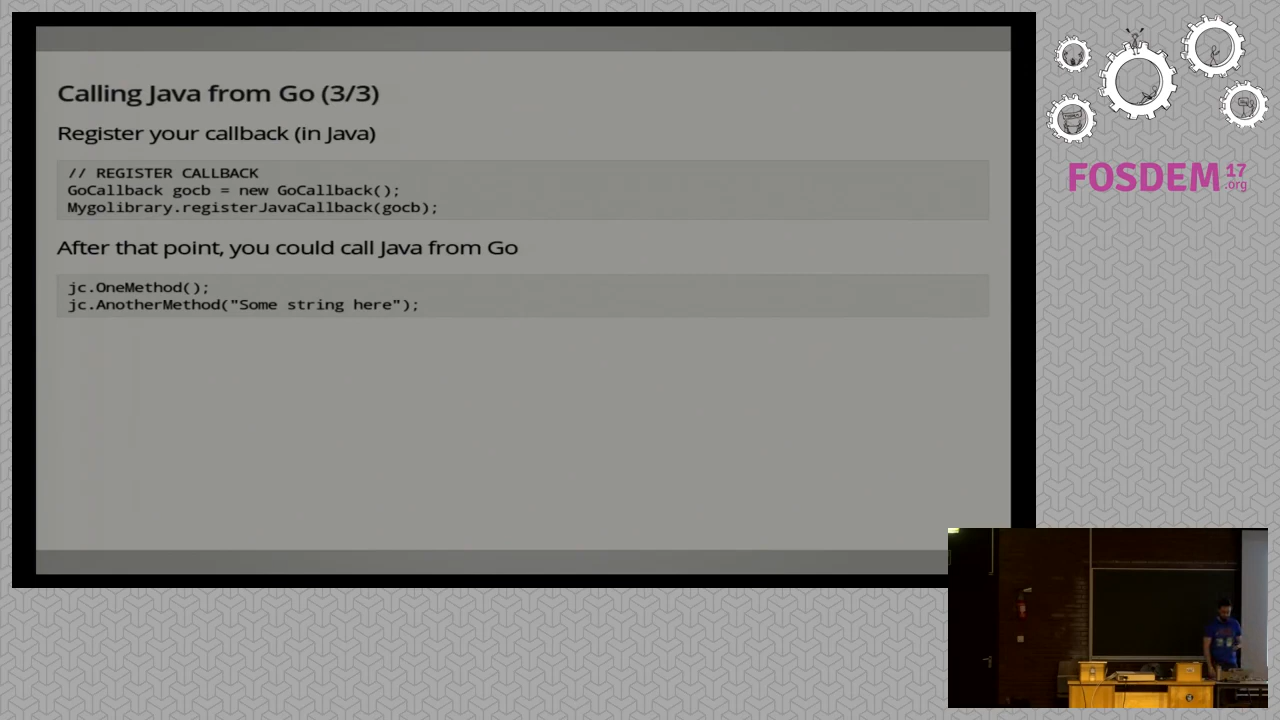 Calling Java from Go (3/3)
Register your callback (in Java)
// REGISTER CALLBACK
GoCallback gocb = new GoCallback();
Mygolibrary.registerJavaCallback(gocb);
After that point, you could call Java from Go
jc.OneMethod();
jc.AnotherMethod("Some string here");
FOSDEM 17
.org